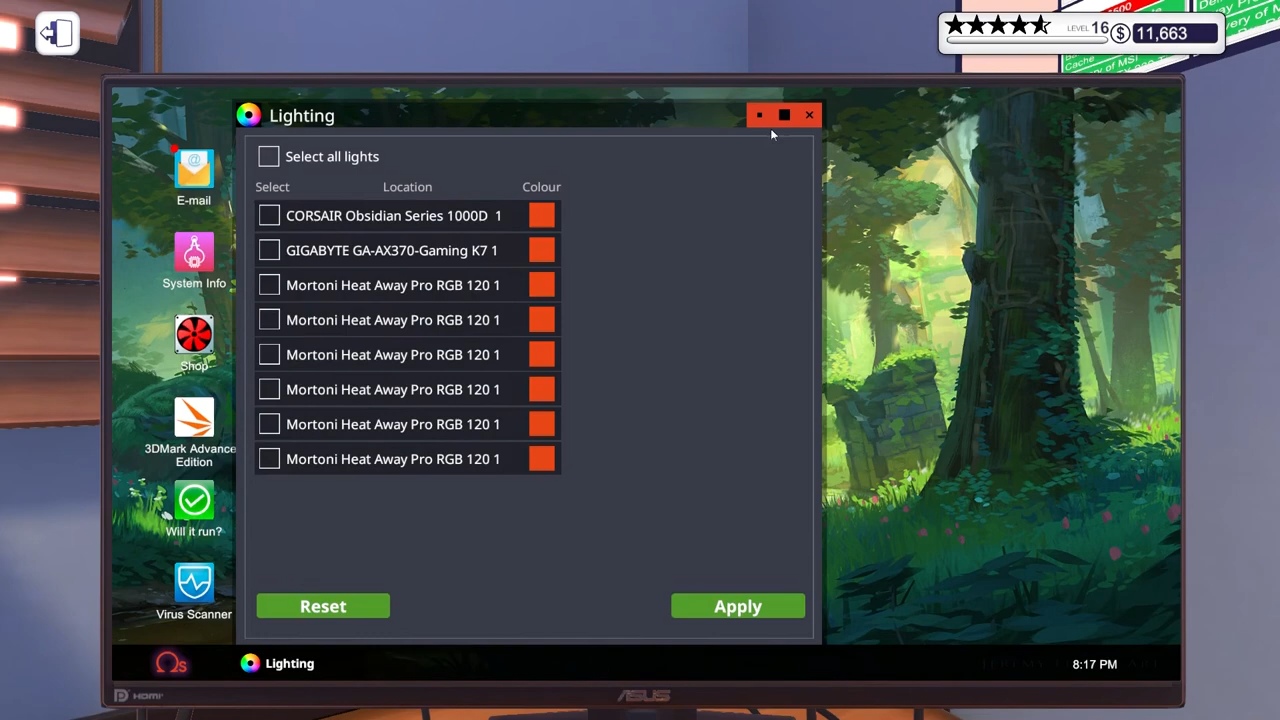 LEVEL 16
$ 11,663
Cache
Lighting
Select all lights
Select Location Colour
CORSAIR Obsidian Series 1000D 1
GIGABYTE GA-AX370-Gaming K7 1
Mortoni Heat Away Pro RGB 120 1
Mortoni Heat Away Pro RGB 120 1
Mortoni Heat Away Pro RGB 120 1
Mortoni Heat Away Pro RGB 120 1
Mortoni Heat Away Pro RGB 120 1
Mortoni Heat Away Pro RGB 120 1
Reset
Apply
E-mail
System Info
Shop
3DMark Advance
Edition
Will it run?
Virus Scanner
Ωs
Lighting
8:17 PM
HDMI
ASUS